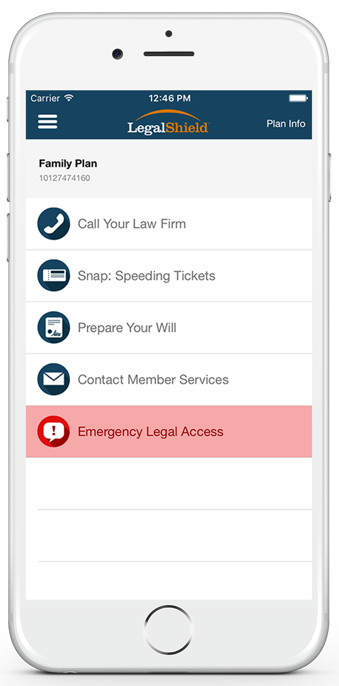 Carrier 12:46 PM
LegalShield Plan Info
Family Plan
10127474160
Call Your Law Firm
Snap: Speeding Tickets
Prepare Your Will
Contact Member Services
! Emergency Legal Access